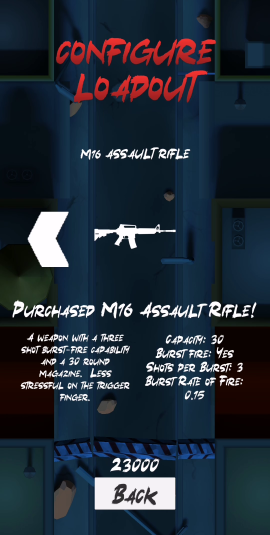 CONFIGURE
LOADOUT
M16 ASSAULT RIFLE
PURCHASED M16 ASSAULT RIFLE!
A WEAPON WITH A THREE
SHOT BURST-FIRE CAPABILITY
AND A 30 ROUND
MAGAZINE. LESS
STRESSFUL ON THE TRIGGER
FINGER.
CAPACITY: 30
BURST FIRE: YES
SHOTS PER BURST: 3
BURST RATE OF FIRE:
0.15
23000
BACK